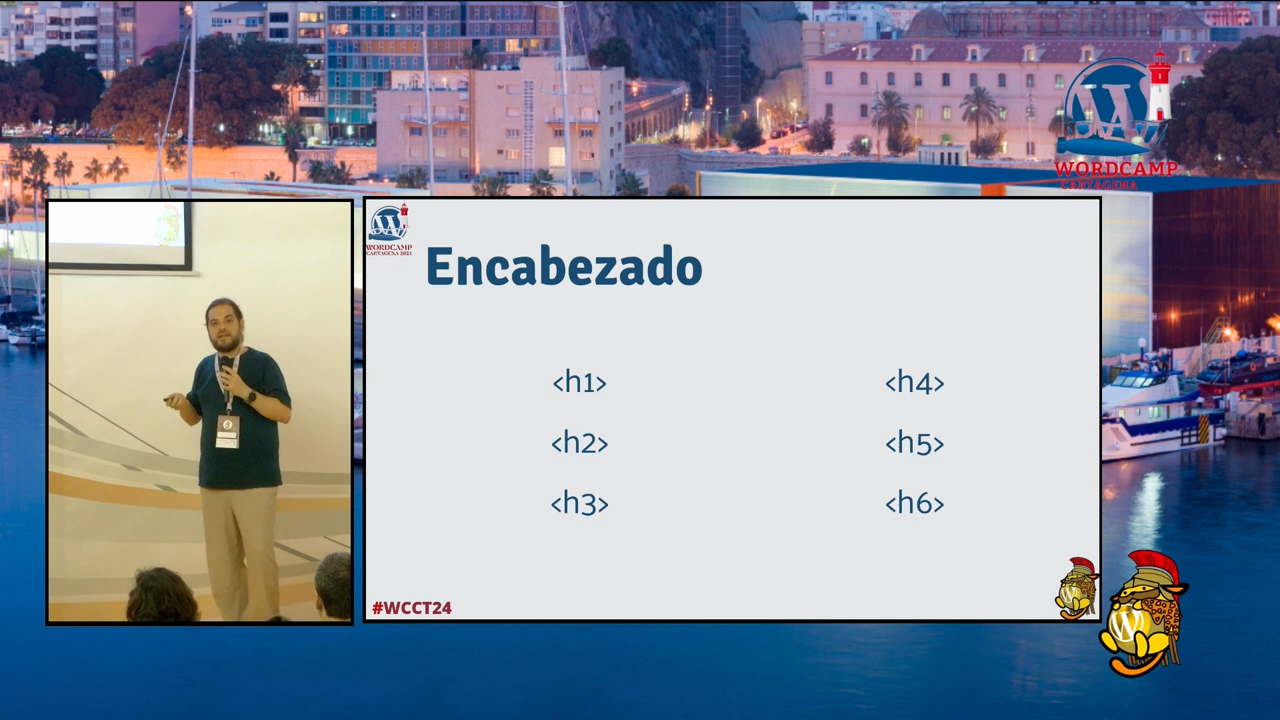 WORDCAMP
CARTAGENA
WORDCAMP
CARTAGENA 2024
Encabezado
<h1>
<h2>
<h3>
<h4>
<h5>
<h6>
#WCCT24